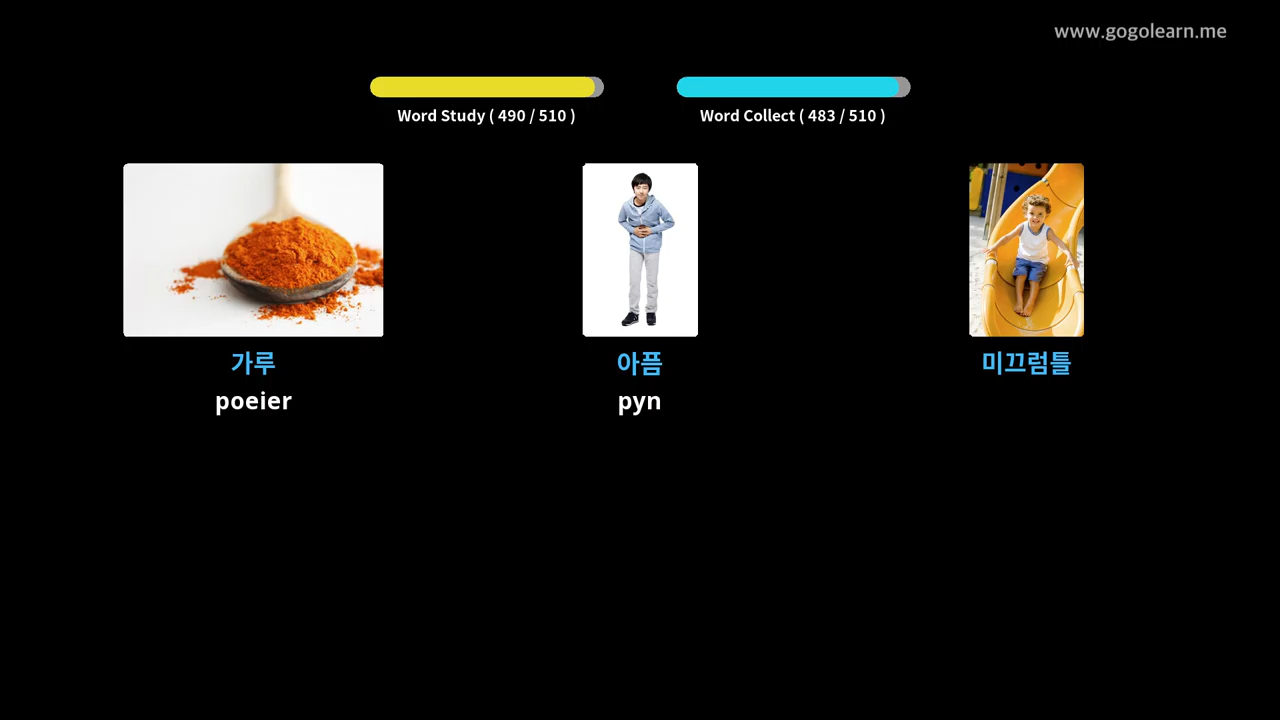 www.gogolearn.me
Word Study ( 490 / 510 )
Word Collect ( 483 / 510 )
가루
poeier
아픔
pyn
미끄럼틀